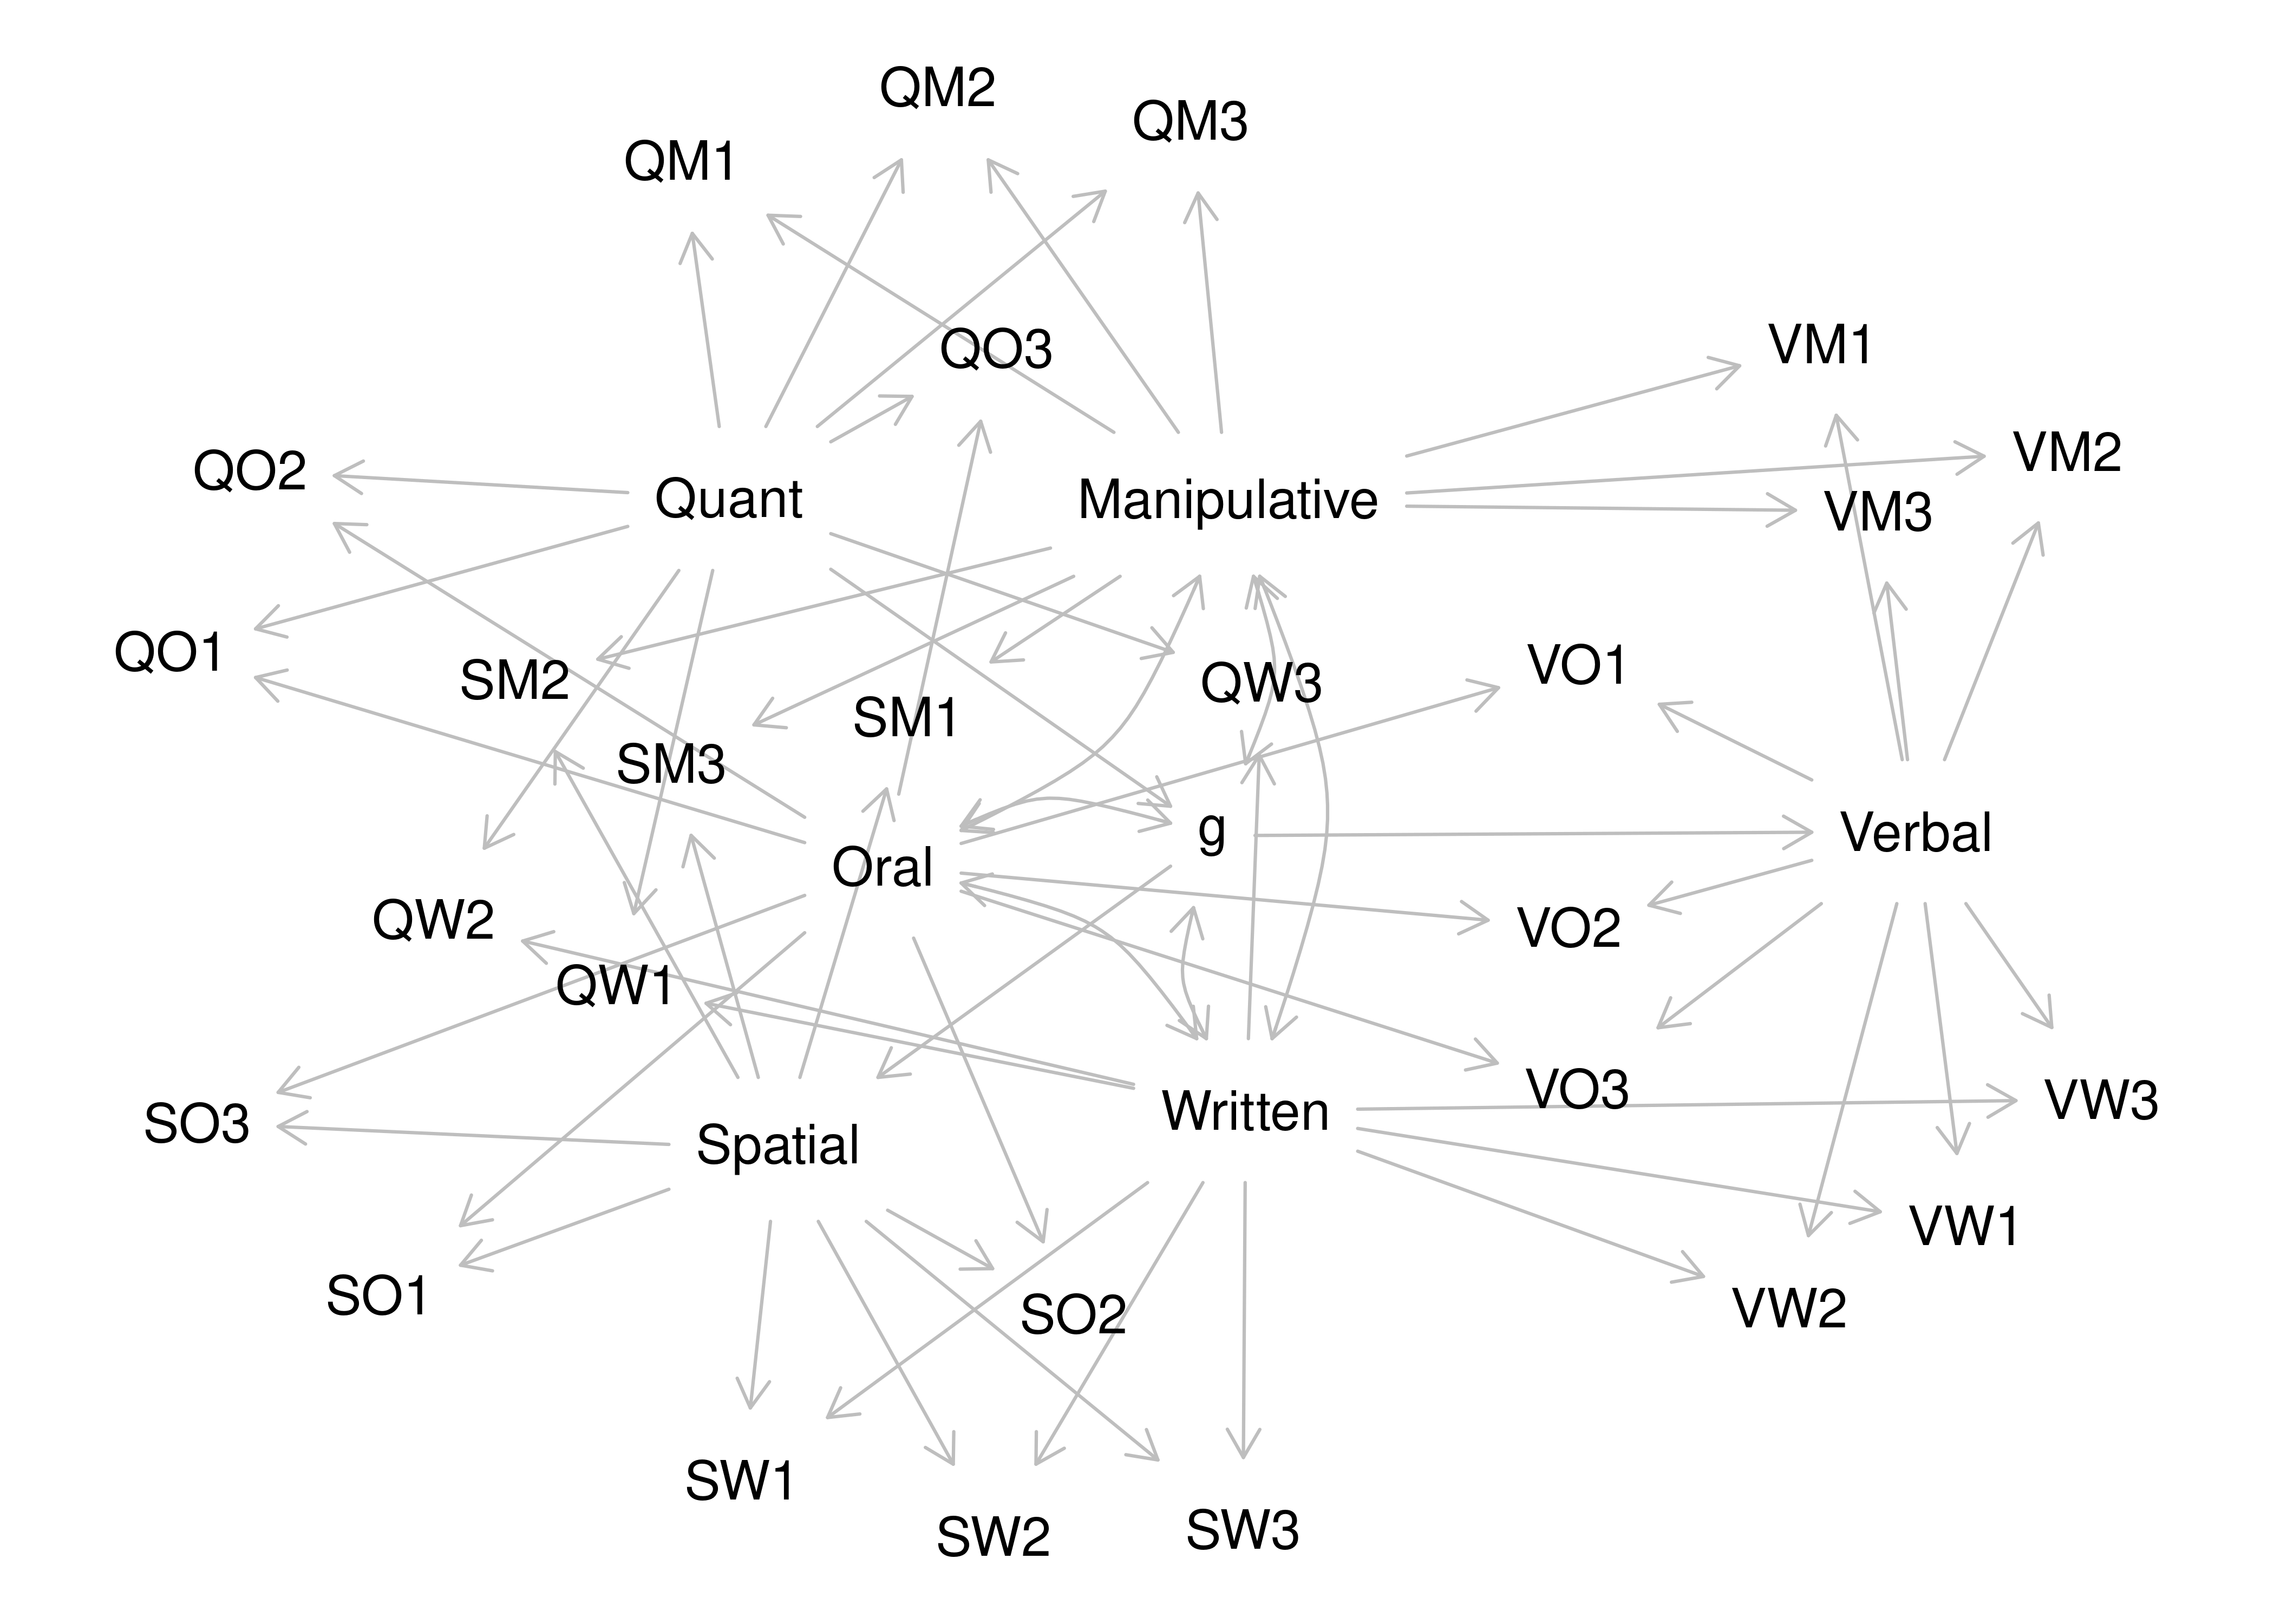 QM2
QM3
QM1
QO3
VM1
VM2
QO2
Quant
Manipulative
VM3
QO1
VO1
SM2
QW3
SM1
SM3
g
Verbal
Oral
QW2
VO2
QW1
VO3
VW3
Written
SO3
Spatial
VW1
SO1
VW2
SO2
SW1
SW3
SW2